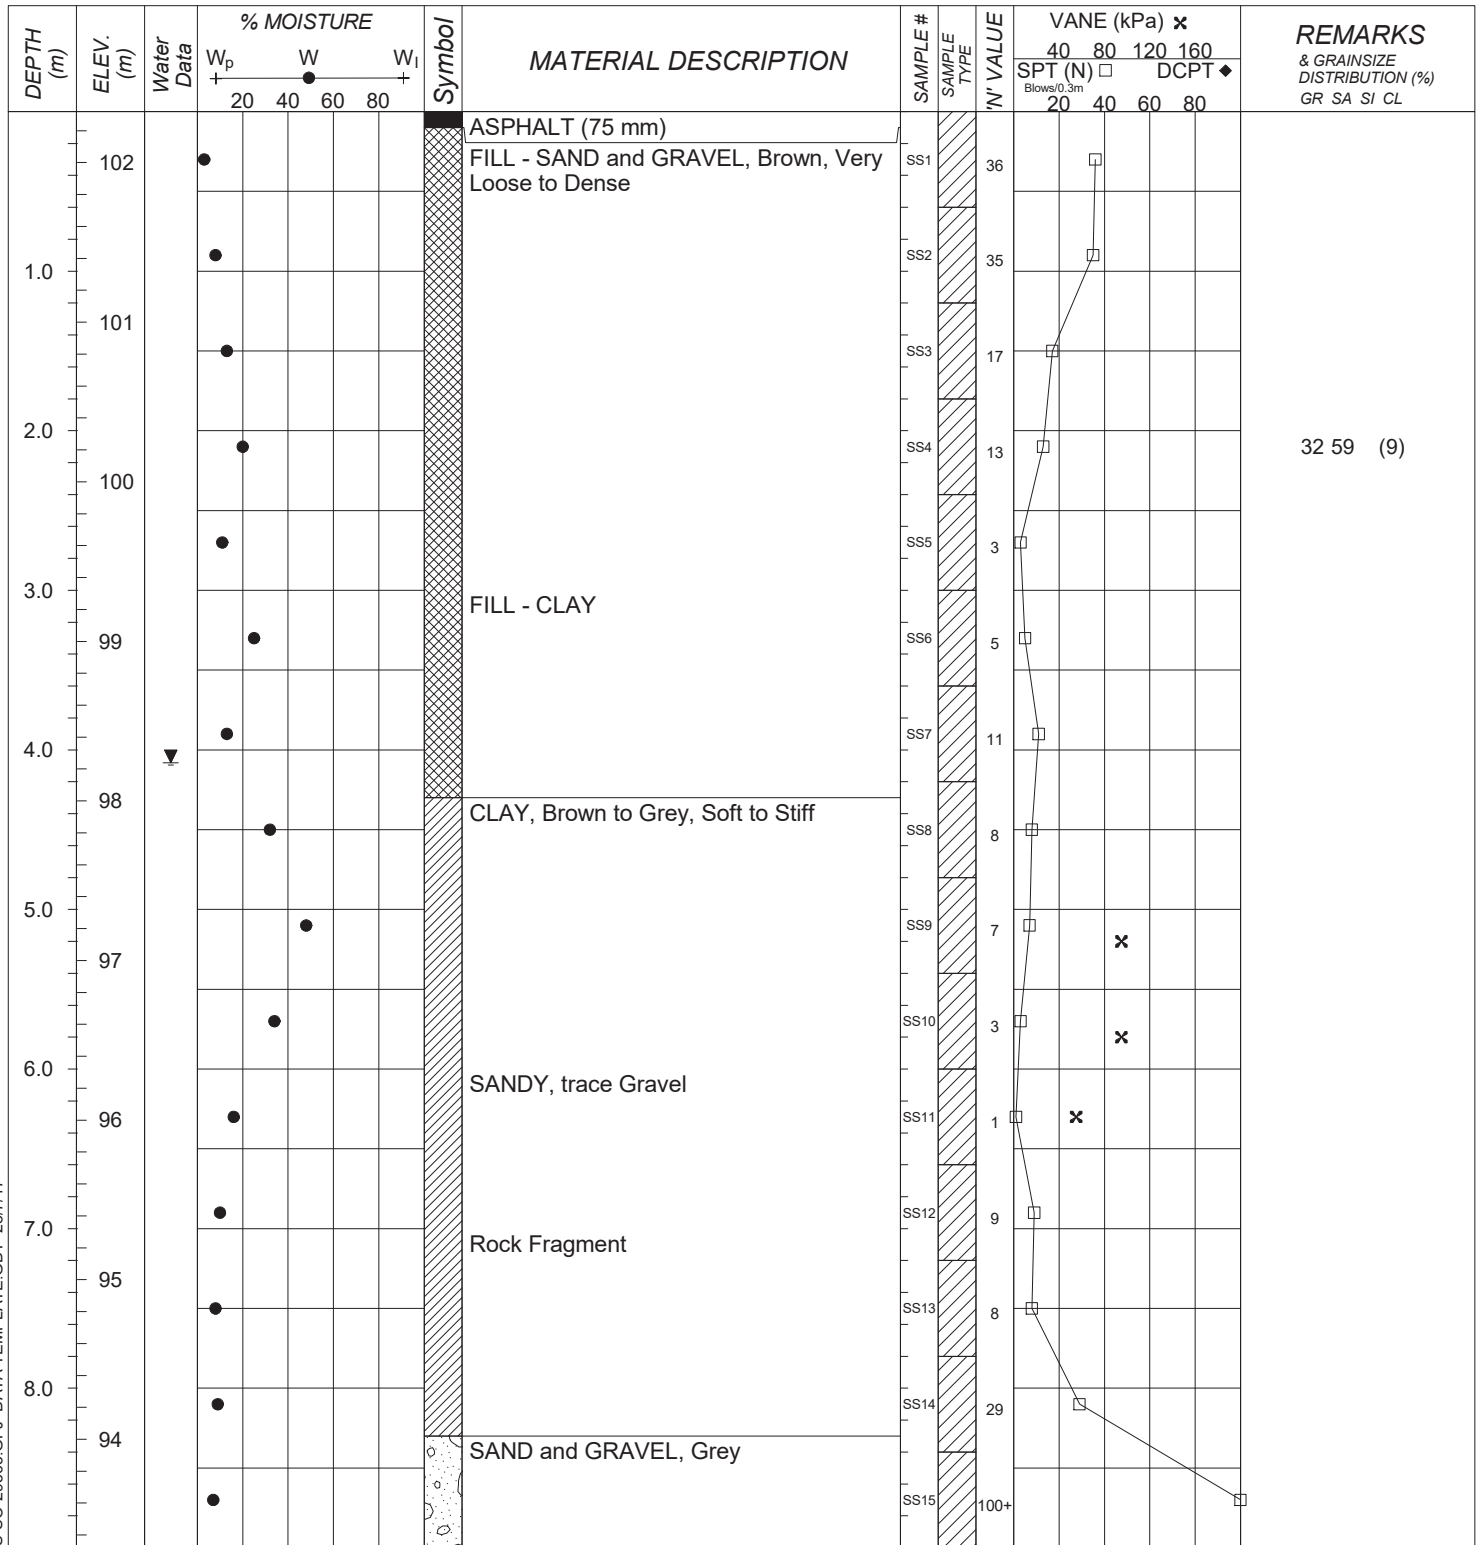 DEPTH (m)
ELEV. (m)
Water Data
% MOISTURE
Wp W Wl
20 40 60 80
Symbol
MATERIAL DESCRIPTION
SAMPLE #
SAMPLE TYPE
'N' VALUE
VANE (kPa)
40 80 120 160
SPT (N) DCPT
Blows/0.3m
20 40 60 80
REMARKS
& GRAINSIZE
DISTRIBUTION (%)
GR SA SI CL
ASPHALT (75 mm)
102
FILL - SAND and GRAVEL, Brown, Very
Loose to Dense
SS1 36
1.0
SS2 35
101
SS3 17
2.0
SS4 13
32 59 (9)
100
SS5 3
3.0
FILL - CLAY
99
SS6 5
SS7 11
4.0
98
CLAY, Brown to Grey, Soft to Stiff
SS8 8
5.0
SS9 7
97
SS10 3
6.0
SANDY, trace Gravel
96
SS11 1
SS12 9
7.0
Rock Fragment
95
SS13 8
8.0
SS14 29
94
SAND and GRAVEL, Grey
SS15 100+